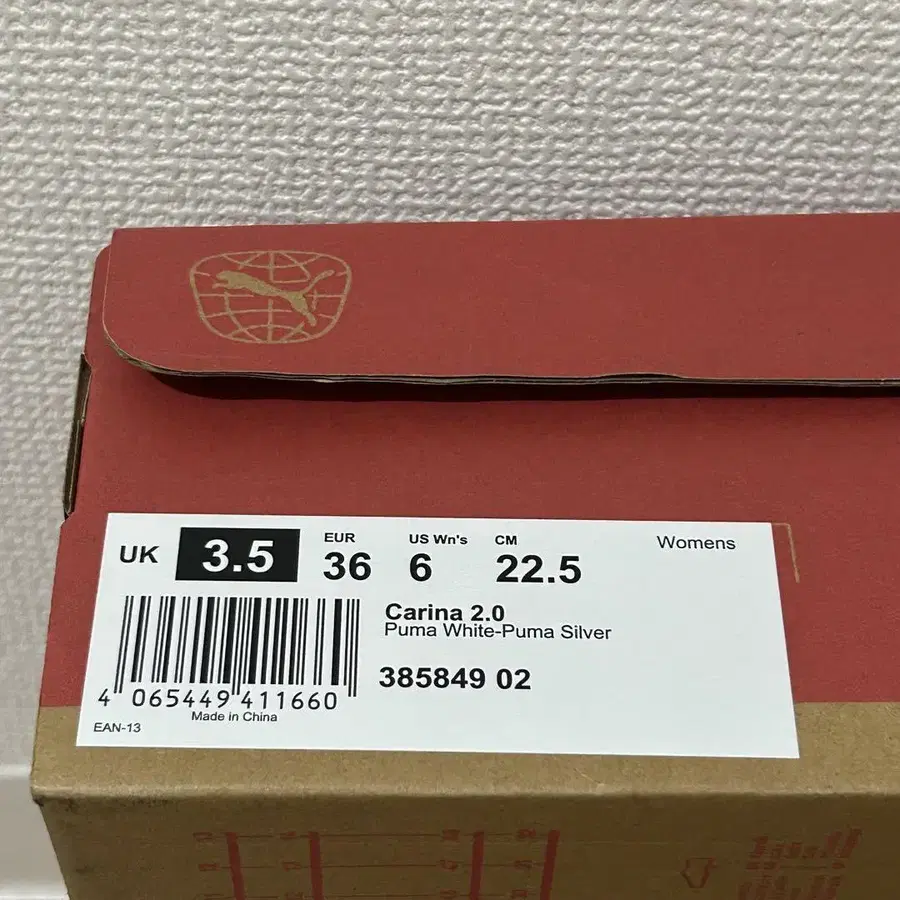 UK 3.5
EUR 36
US Wn's 6
CM 22.5
Womens
Carina 2.0
Puma White-Puma Silver
385849 02
4 065449 411660
Made in China
EAN-13